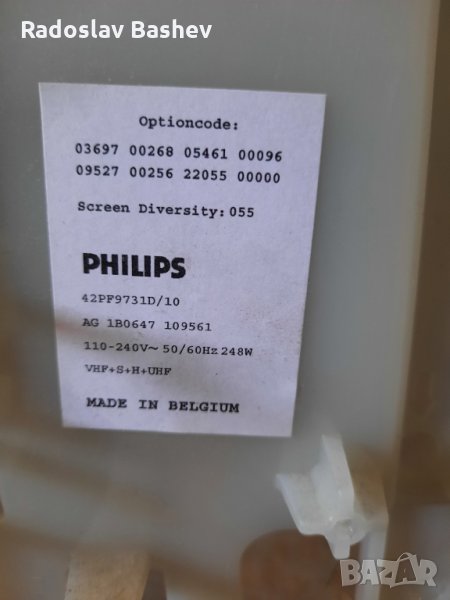 Radoslav Bashev
Optioncode:
03697 00268 05461 00096
09527 00256 22055 00000
Screen Diversity: 055
PHILIPS
42PF9731D/10
AG 1B0647 109561
110-240V~ 50/60Hz 248W
VHF+S+H+UHF
MADE IN BELGIUM
BAZAR